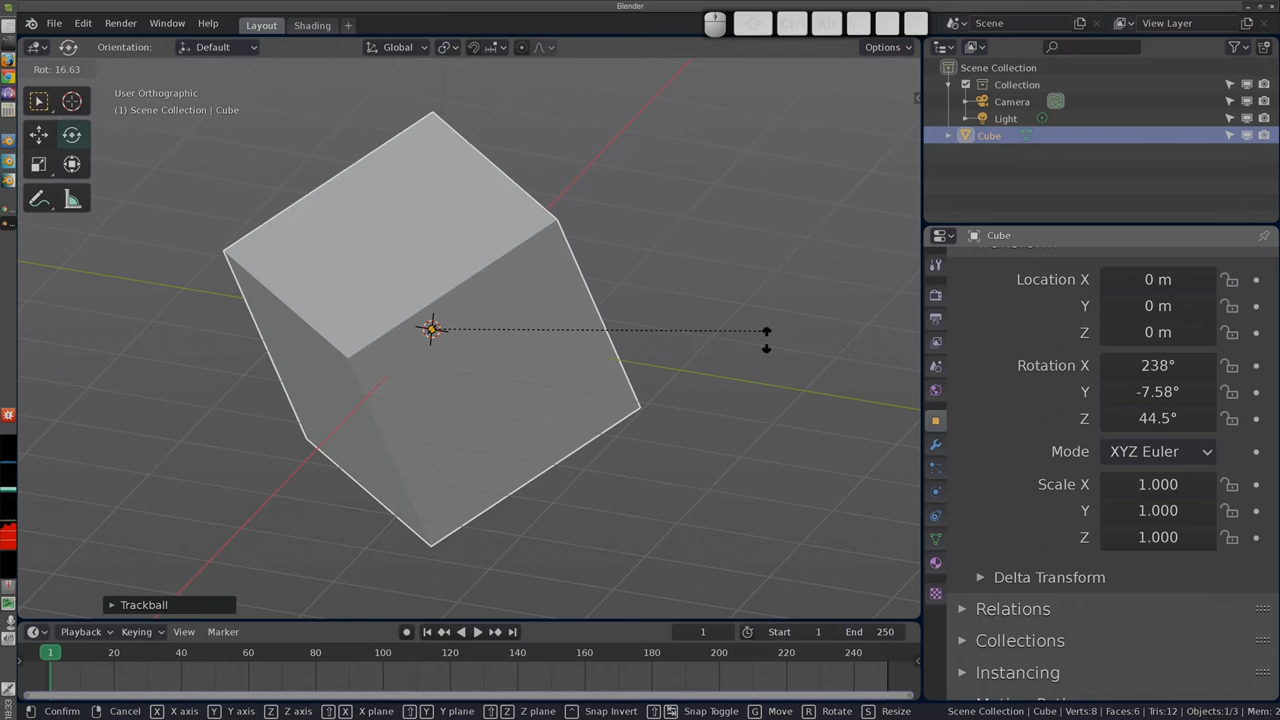 Blender
File Edit Render Window Help Layout Shading + Ctrl Alt Scene View Layer
Orientation: Default Global Options
Rot: 16.63
User Orthographic
(1) Scene Collection | Cube
Scene Collection
Collection
Camera
Light
Cube
Cube
Location X 0 m
Y 0 m
Z 0 m
Rotation X 238°
Y -7.58°
Z 44.5°
Mode XYZ Euler
Scale X 1.000
Y 1.000
Z 1.000
Delta Transform
Relations
Collections
Instancing
Trackball
Playback Keying View Marker 1 Start 1 End 250
1 20 40 60 80 100 120 140 160 180 200 220 240
18:33
Confirm Cancel X X axis Y Y axis Z Z axis X X plane Y Y plane Z Z plane Snap Invert Snap Toggle G Move R Rotate S Resize Scene Collection | Cube | Verts:8 | Faces:6 | Tris:12 | Objects:1/3 | Mem: 2